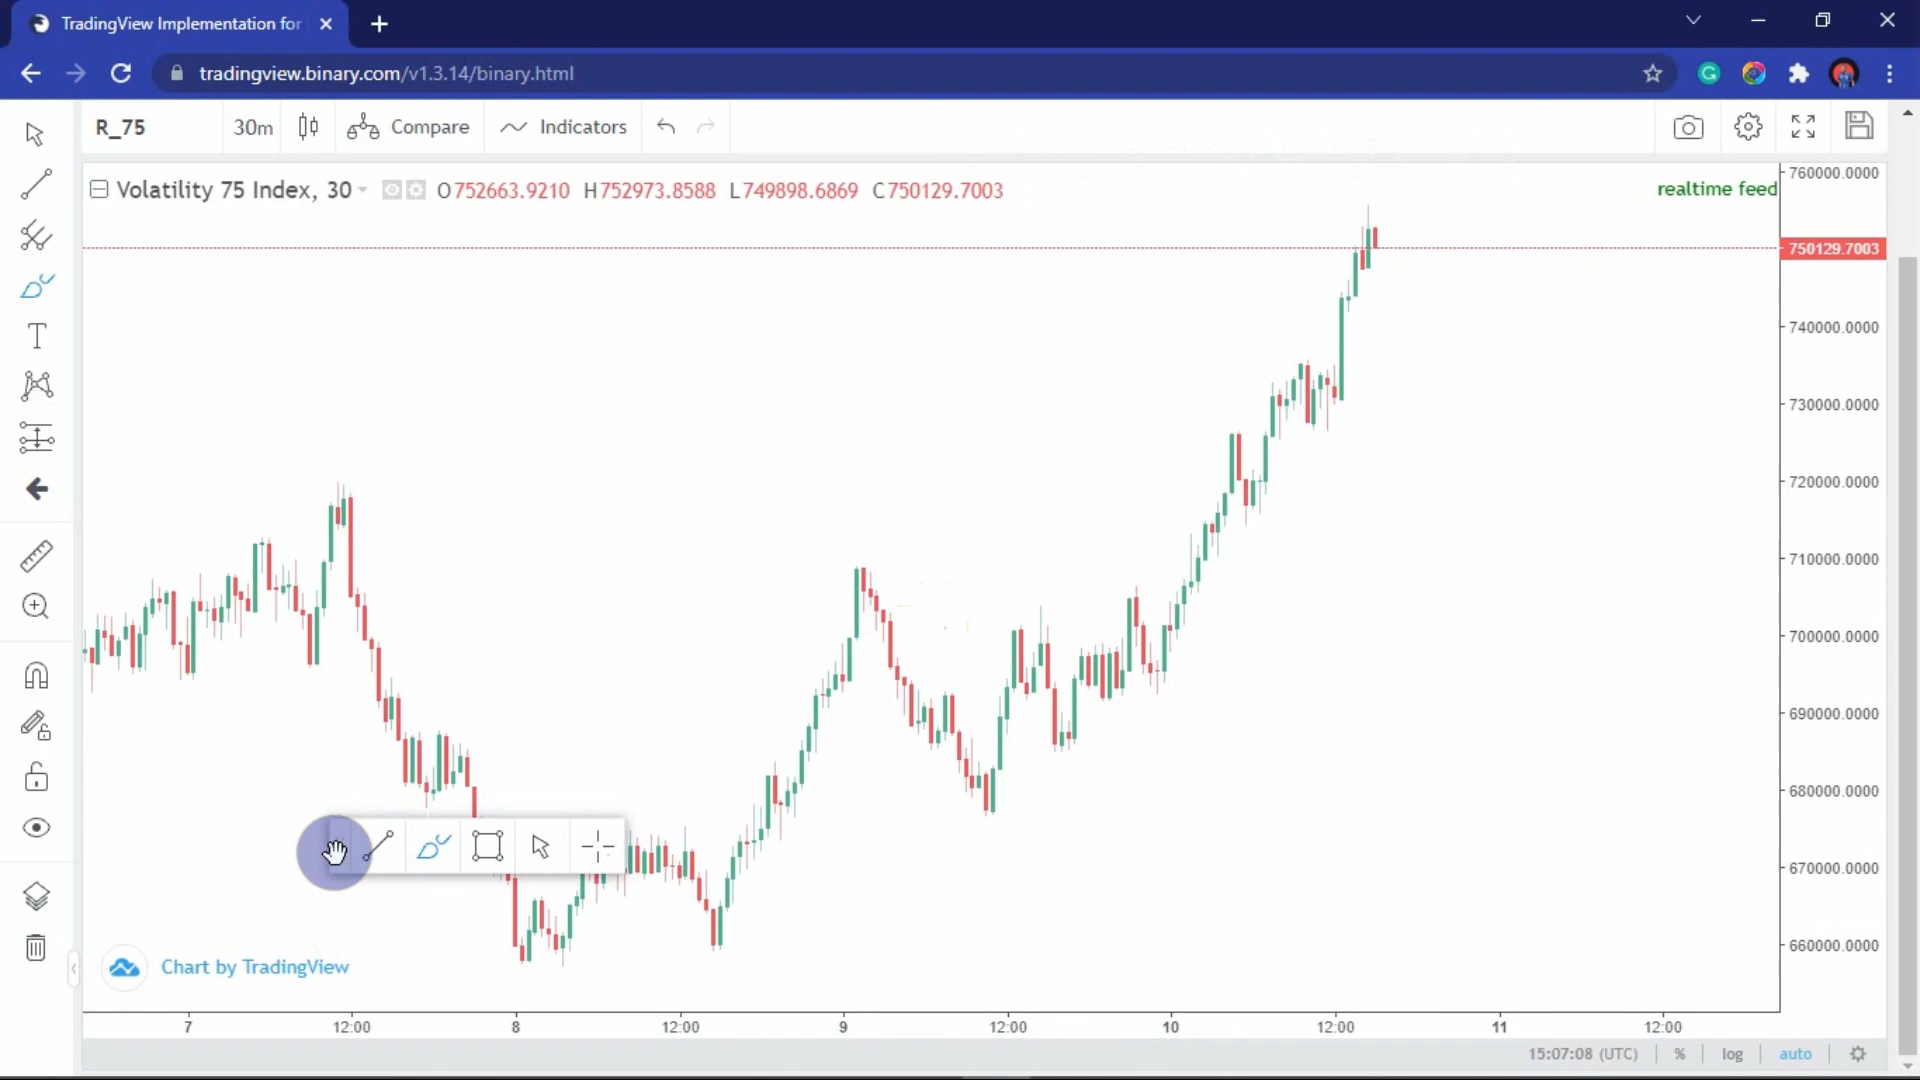 TradingView Implementation for
tradingview.binary.com/v1.3.14/binary.html
R_75
30m
Compare
Indicators
Volatility 75 Index, 30
O752663.9210 H752973.8588 L749898.6869 C750129.7003
realtime feed
760000.0000
750129.7003
740000.0000
730000.0000
720000.0000
710000.0000
700000.0000
690000.0000
680000.0000
670000.0000
660000.0000
Chart by TradingView
7 12:00 8 12:00 9 12:00 10 12:00 11 12:00
15:07:08 (UTC) % log auto